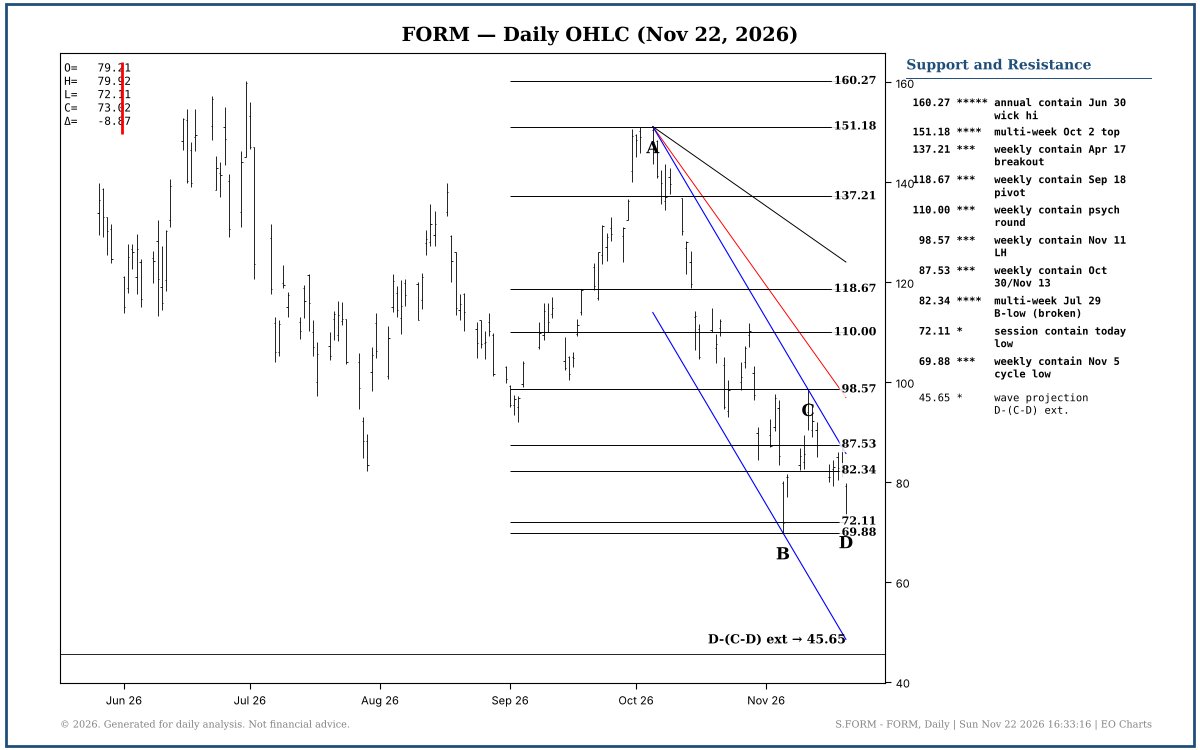 FORM — Daily OHLC (Nov 22, 2026)
O= 79.21
H= 79.92
L= 72.11
C= 73.02
Δ= -8.87
160.27
151.18
137.21
118.67
110.00
98.57
87.53
82.34
72.11
69.88
A
B
C
D
D-(C-D) ext → 45.65
160
140
120
100
80
60
40
Jun 26
Jul 26
Aug 26
Sep 26
Oct 26
Nov 26
Support and Resistance
160.27 ***** annual contain Jun 30
wick hi
151.18 **** multi-week Oct 2 top
137.21 *** weekly contain Apr 17
breakout
118.67 *** weekly contain Sep 18
pivot
110.00 *** weekly contain psych
round
98.57 *** weekly contain Nov 11
LH
87.53 *** weekly contain Oct
30/Nov 13
82.34 **** multi-week Jul 29
B-low (broken)
72.11 * session contain today
low
69.88 *** weekly contain Nov 5
cycle low
45.65 * wave projection
D-(C-D) ext.
© 2026. Generated for daily analysis. Not financial advice.
S.FORM - FORM, Daily | Sun Nov 22 2026 16:33:16 | EO Charts